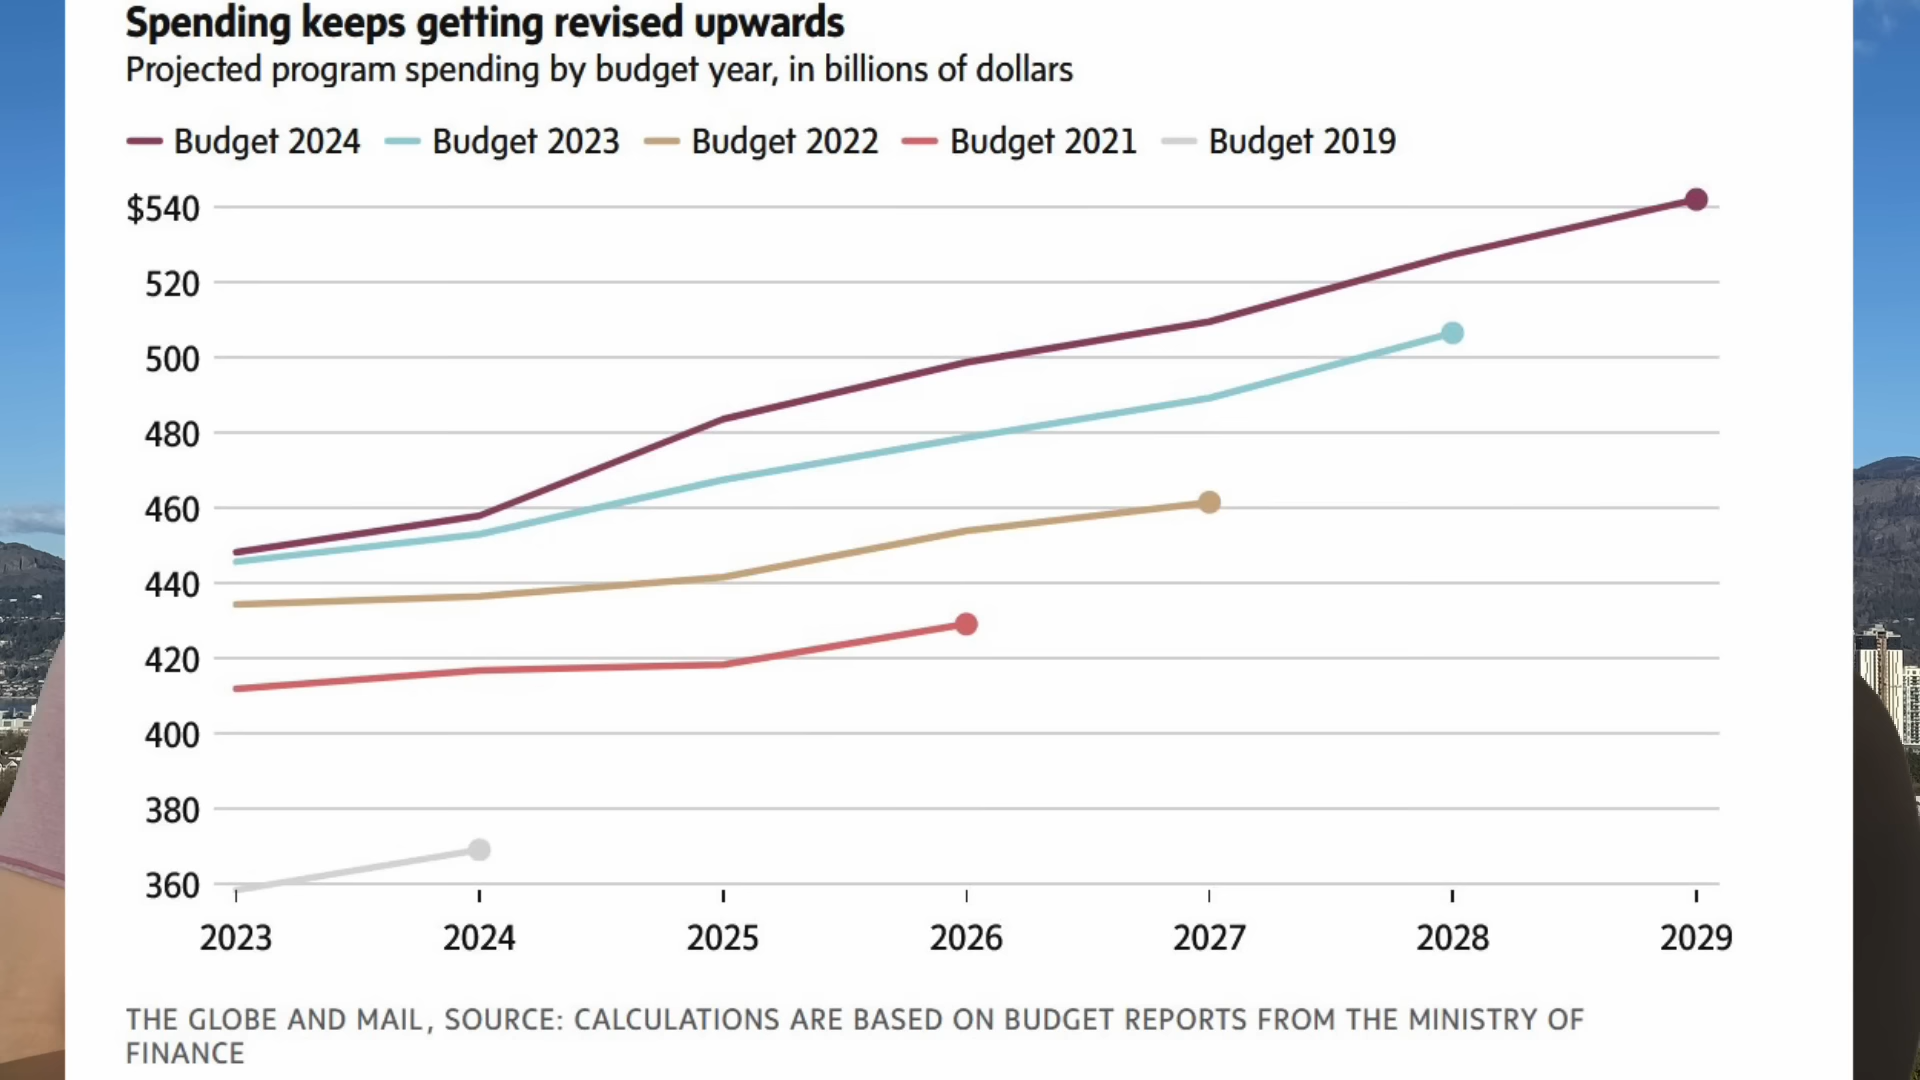 Spending keeps getting revised upwards
Projected program spending by budget year, in billions of dollars
Budget 2024 Budget 2023 Budget 2022 Budget 2021 Budget 2019
$540
520
500
480
460
440
420
400
380
360
2023 2024 2025 2026 2027 2028 2029
THE GLOBE AND MAIL, SOURCE: CALCULATIONS ARE BASED ON BUDGET REPORTS FROM THE MINISTRY OF
FINANCE